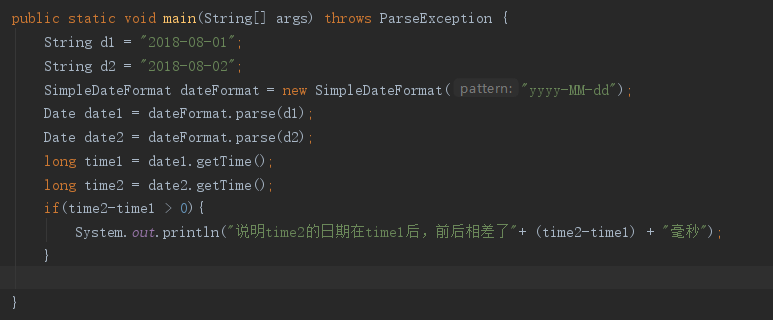 public static void main(String[] args) throws ParseException {
String d1 = "2018-08-01";
String d2 = "2018-08-02";
SimpleDateFormat dateFormat = new SimpleDateFormat( pattern: "yyyy-MM-dd");
Date date1 = dateFormat.parse(d1);
Date date2 = dateFormat.parse(d2);
long time1 = date1.getTime();
long time2 = date2.getTime();
if(time2-time1 > 0){
System.out.println("说明time2的日期在time1后，前后相差了"+ (time2-time1) + "毫秒");
}
}